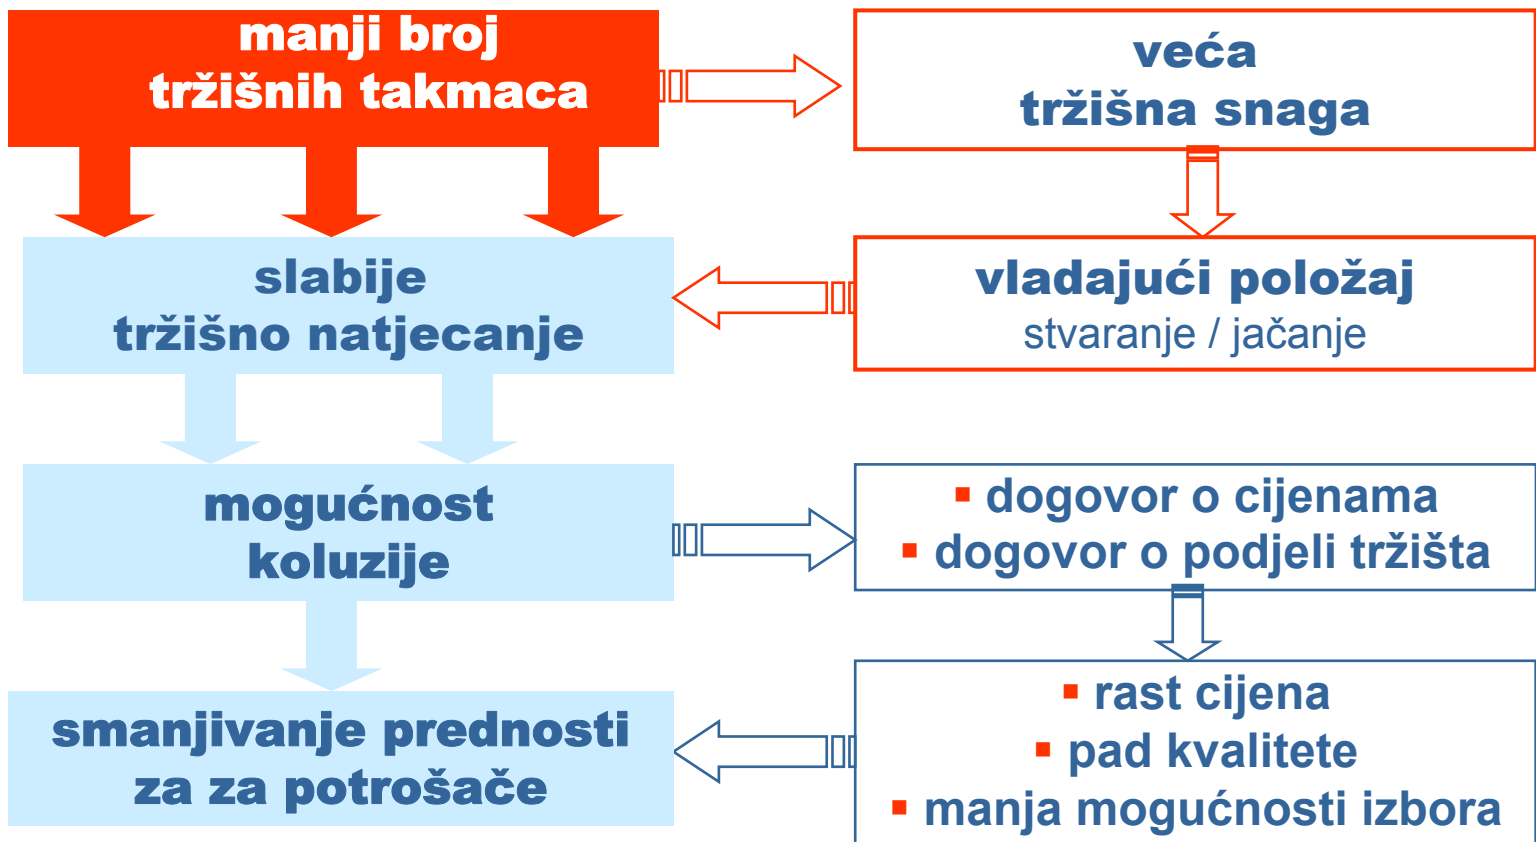 manji broj
tržišnih takmaca
veća
tržišna snaga
slabije
tržišno natjecanje
vladajući položaj
stvaranje / jačanje
mogućnost
koluzije
▪ dogovor o cijenama
▪ dogovor o podjeli tržišta
smanjivanje prednosti
za za potrošače
▪ rast cijena
▪ pad kvalitete
▪ manja mogućnosti izbora